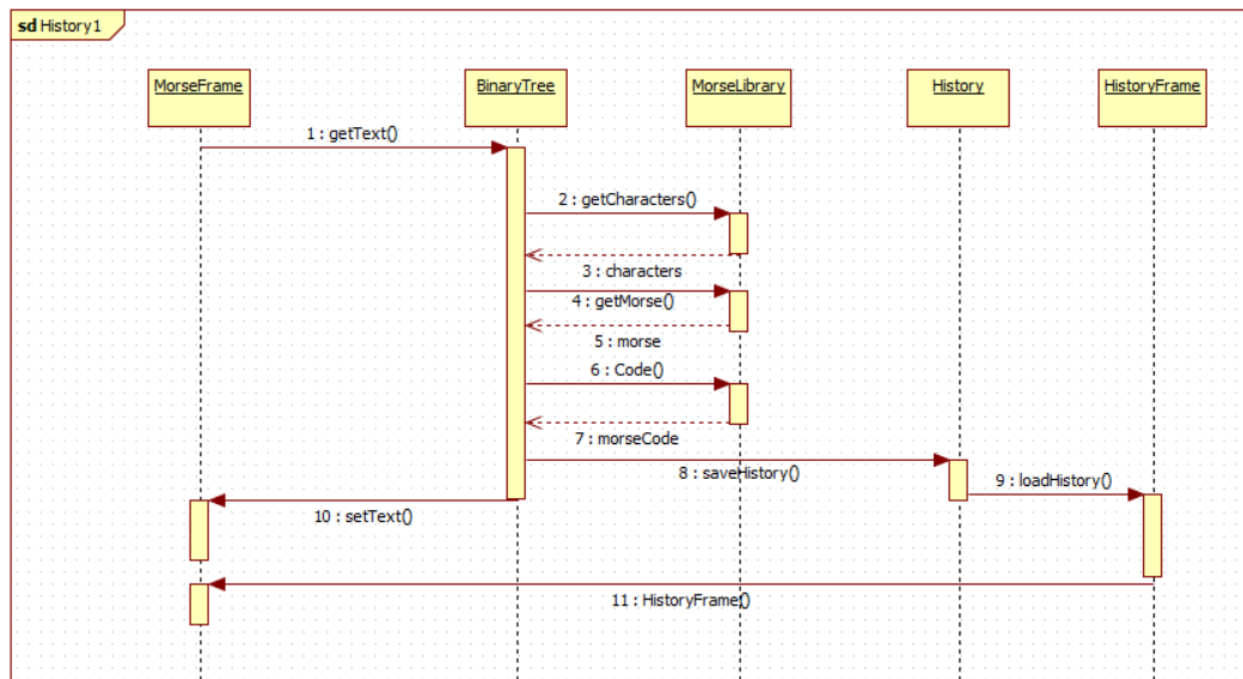 sd History1
MorseFrame
BinaryTree
MorseLibrary
History
HistoryFrame
1 : getText()
2 : getCharacters()
3 : characters
4 : getMorse()
5 : morse
6 : Code()
7 : morseCode
8 : saveHistory()
9 : loadHistory()
10 : setText()
11 : HistoryFrame()